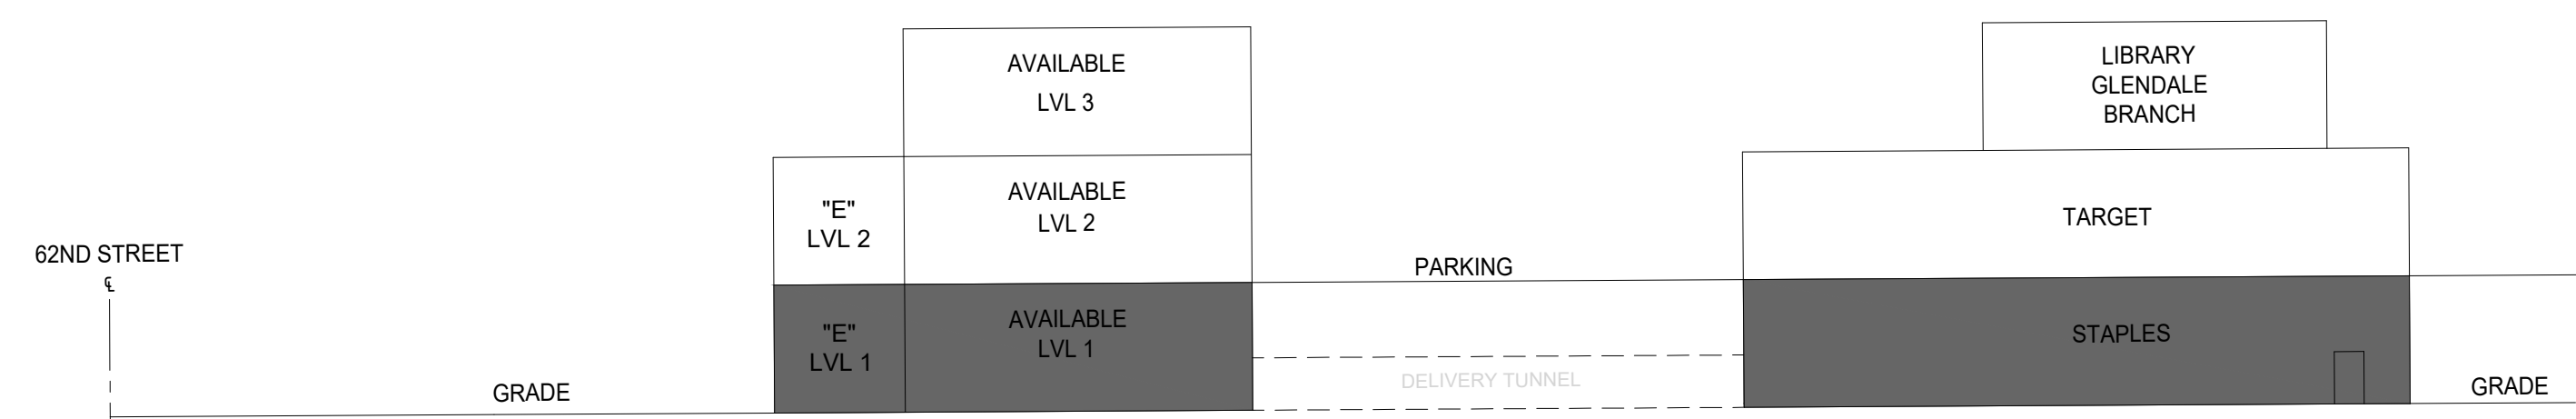 62ND STREET
℄
GRADE
"E"
LVL 2
"E"
LVL 1
AVAILABLE
LVL 3
AVAILABLE
LVL 2
AVAILABLE
LVL 1
PARKING
DELIVERY TUNNEL
LIBRARY
GLENDALE
BRANCH
TARGET
STAPLES
GRADE